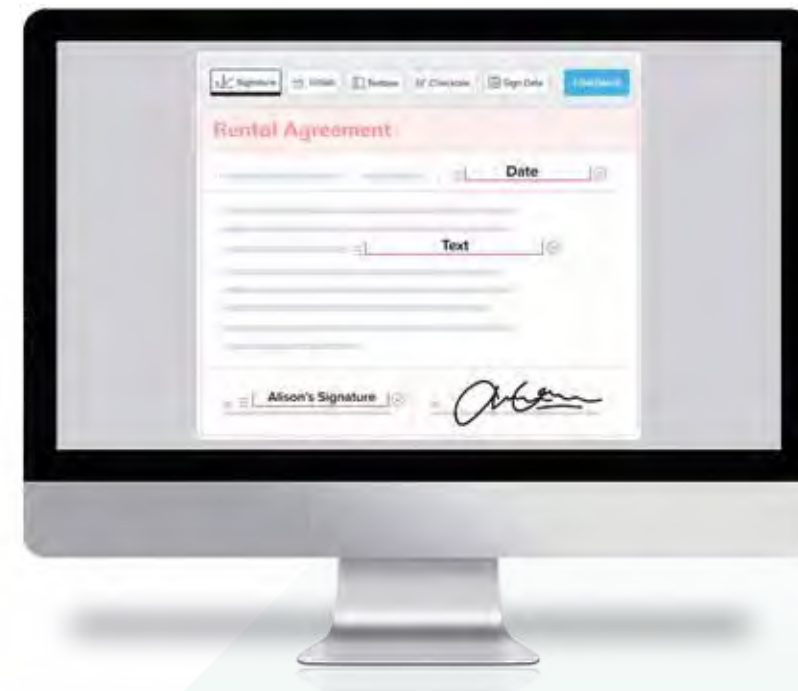 Signature Initials Textbox Checkbox Sign Date
Rental Agreement
Date
Text
Alison's Signature